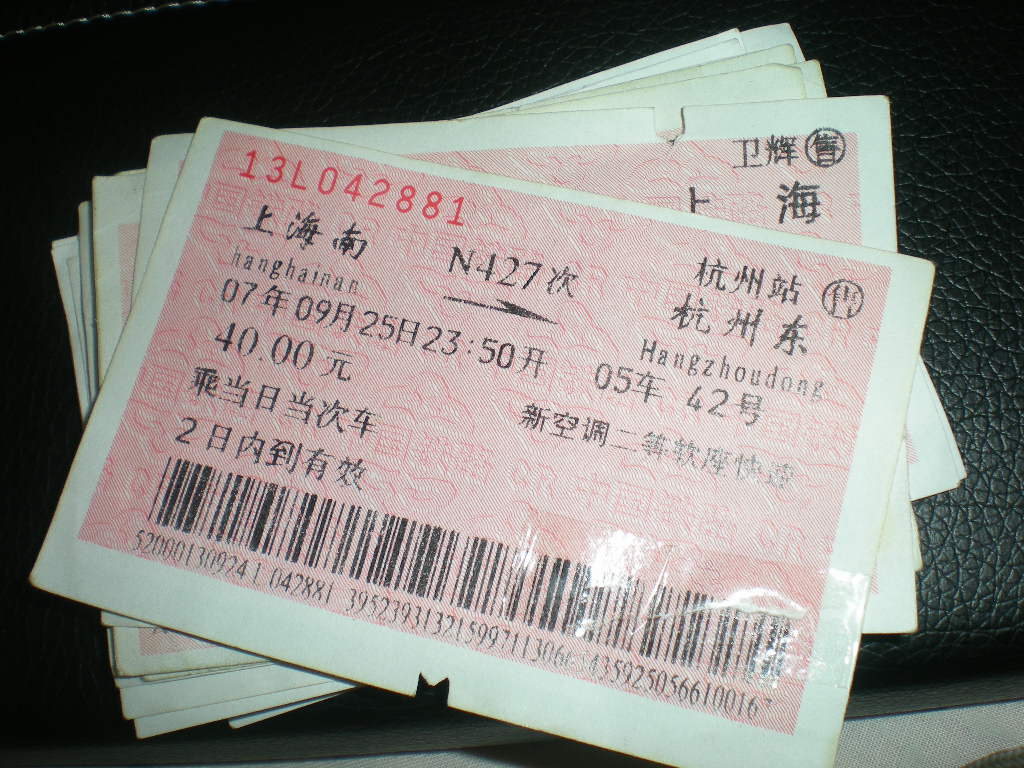 卫辉 售
上 海
13L042881
上海南 N427次 杭州站 售
hanghainan 杭州东
Hangzhoudong
07年09月25日23:50开 05车 42号
40.00元 新空调二等软座快速
乘当日当次车
2日内到有效